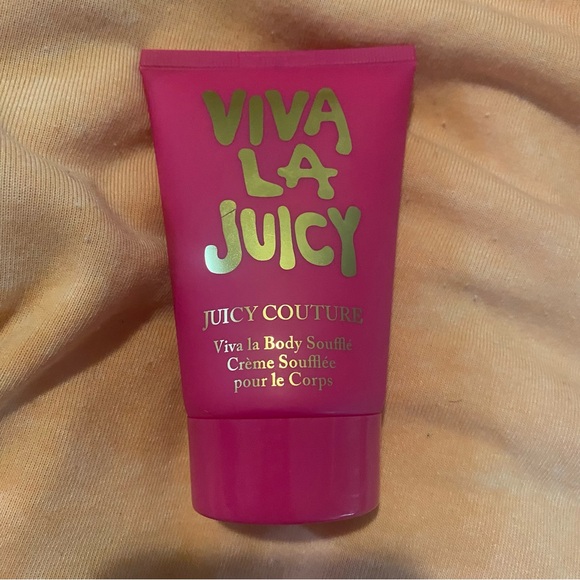 VIVA
LA
JUICY
JUICY COUTURE
Viva la Body Soufflé
Crème Soufflée
pour le Corps